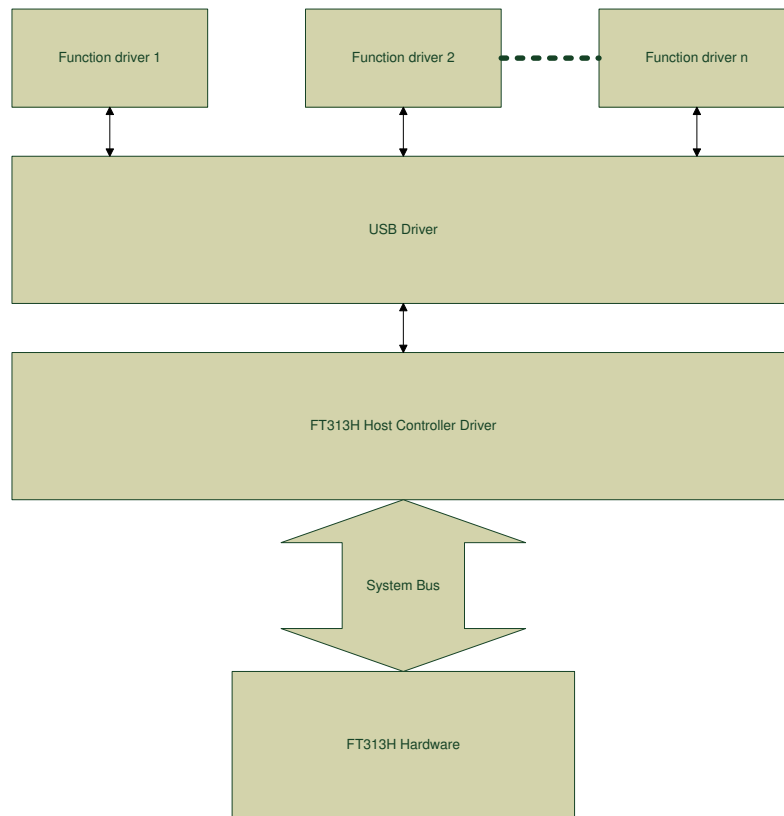 Function driver 1
Function driver 2
Function driver n
USB Driver
FT313H Host Controller Driver
System Bus
FT313H Hardware